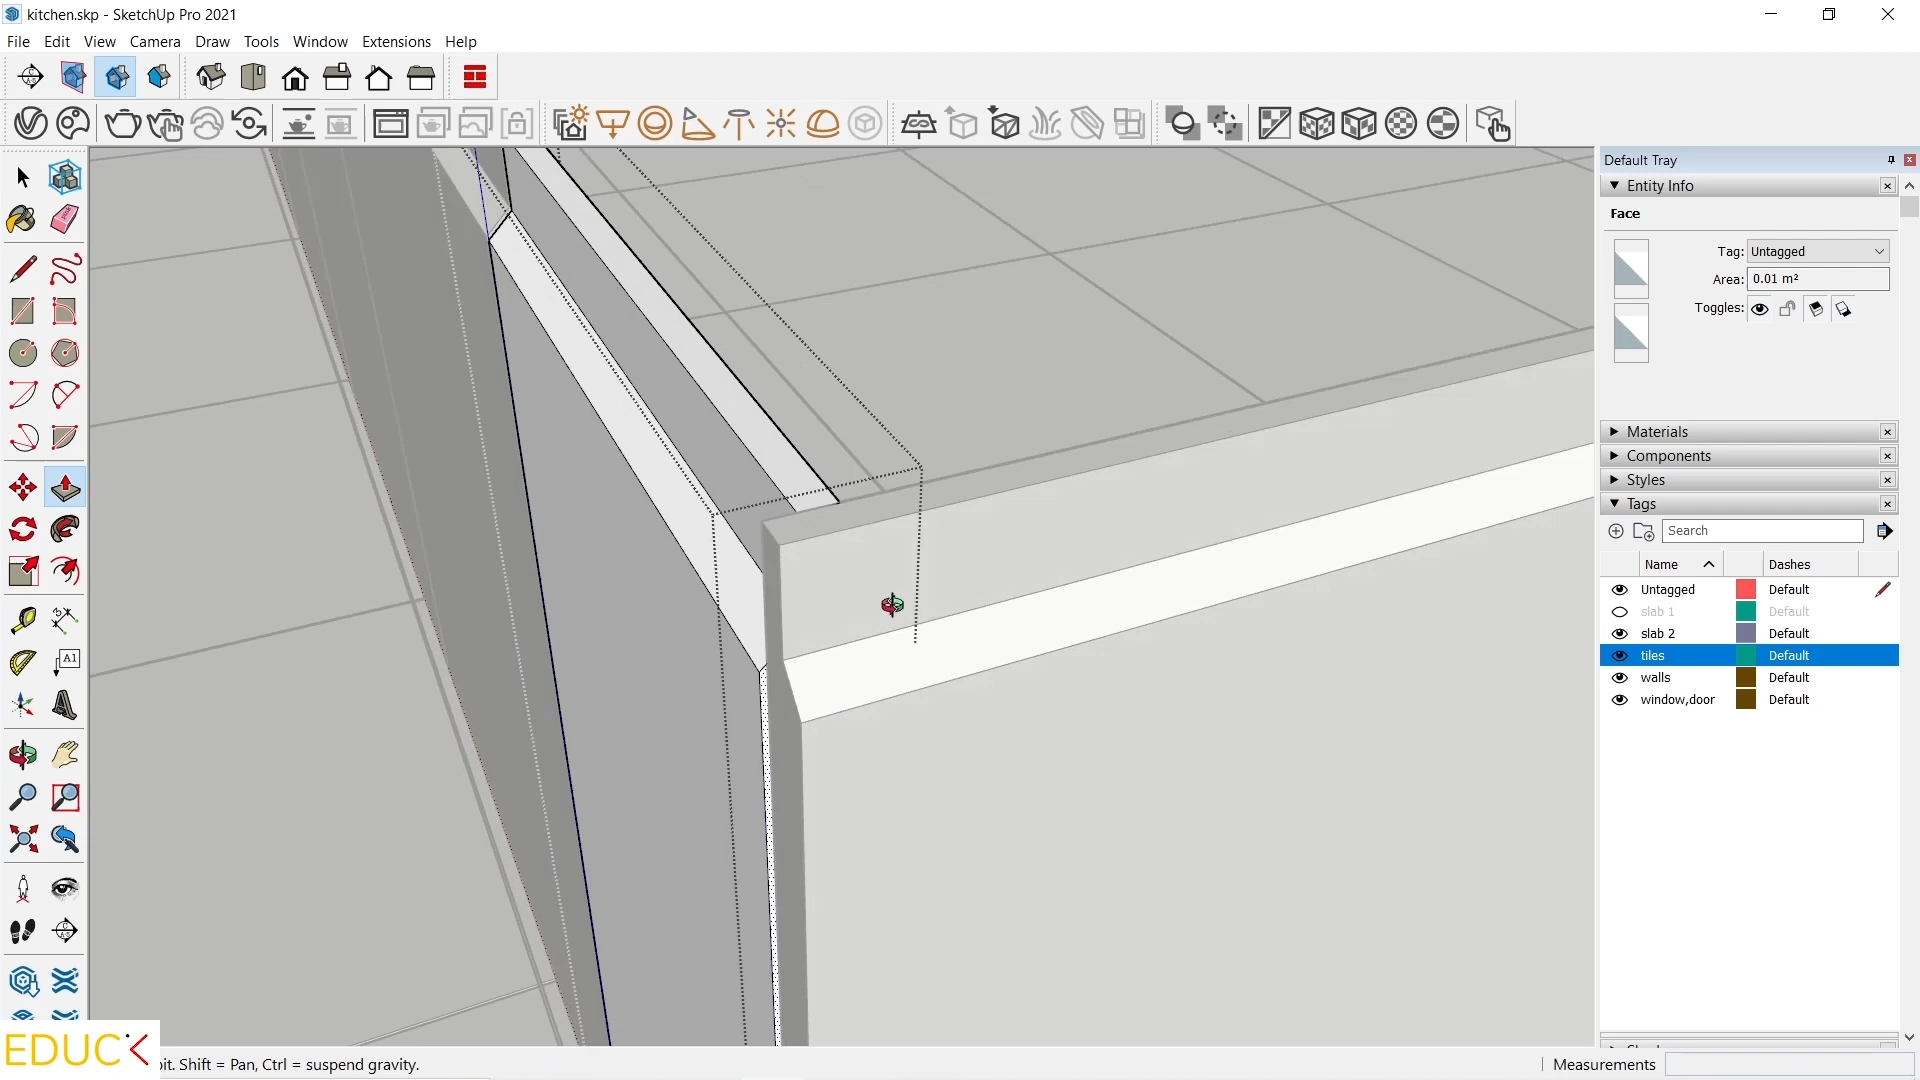 kitchen.skp - SketchUp Pro 2021
File Edit View Camera Draw Tools Window Extensions Help
Default Tray
Entity Info
Face
Tag: Untagged
Area: 0.01 m²
Toggles:
Materials
Components
Styles
Tags
Search
Name Dashes
Untagged Default
slab 1 Default
slab 2 Default
tiles Default
walls Default
window,door Default
A1
EDUCK
bit. Shift = Pan, Ctrl = suspend gravity.
Measurements